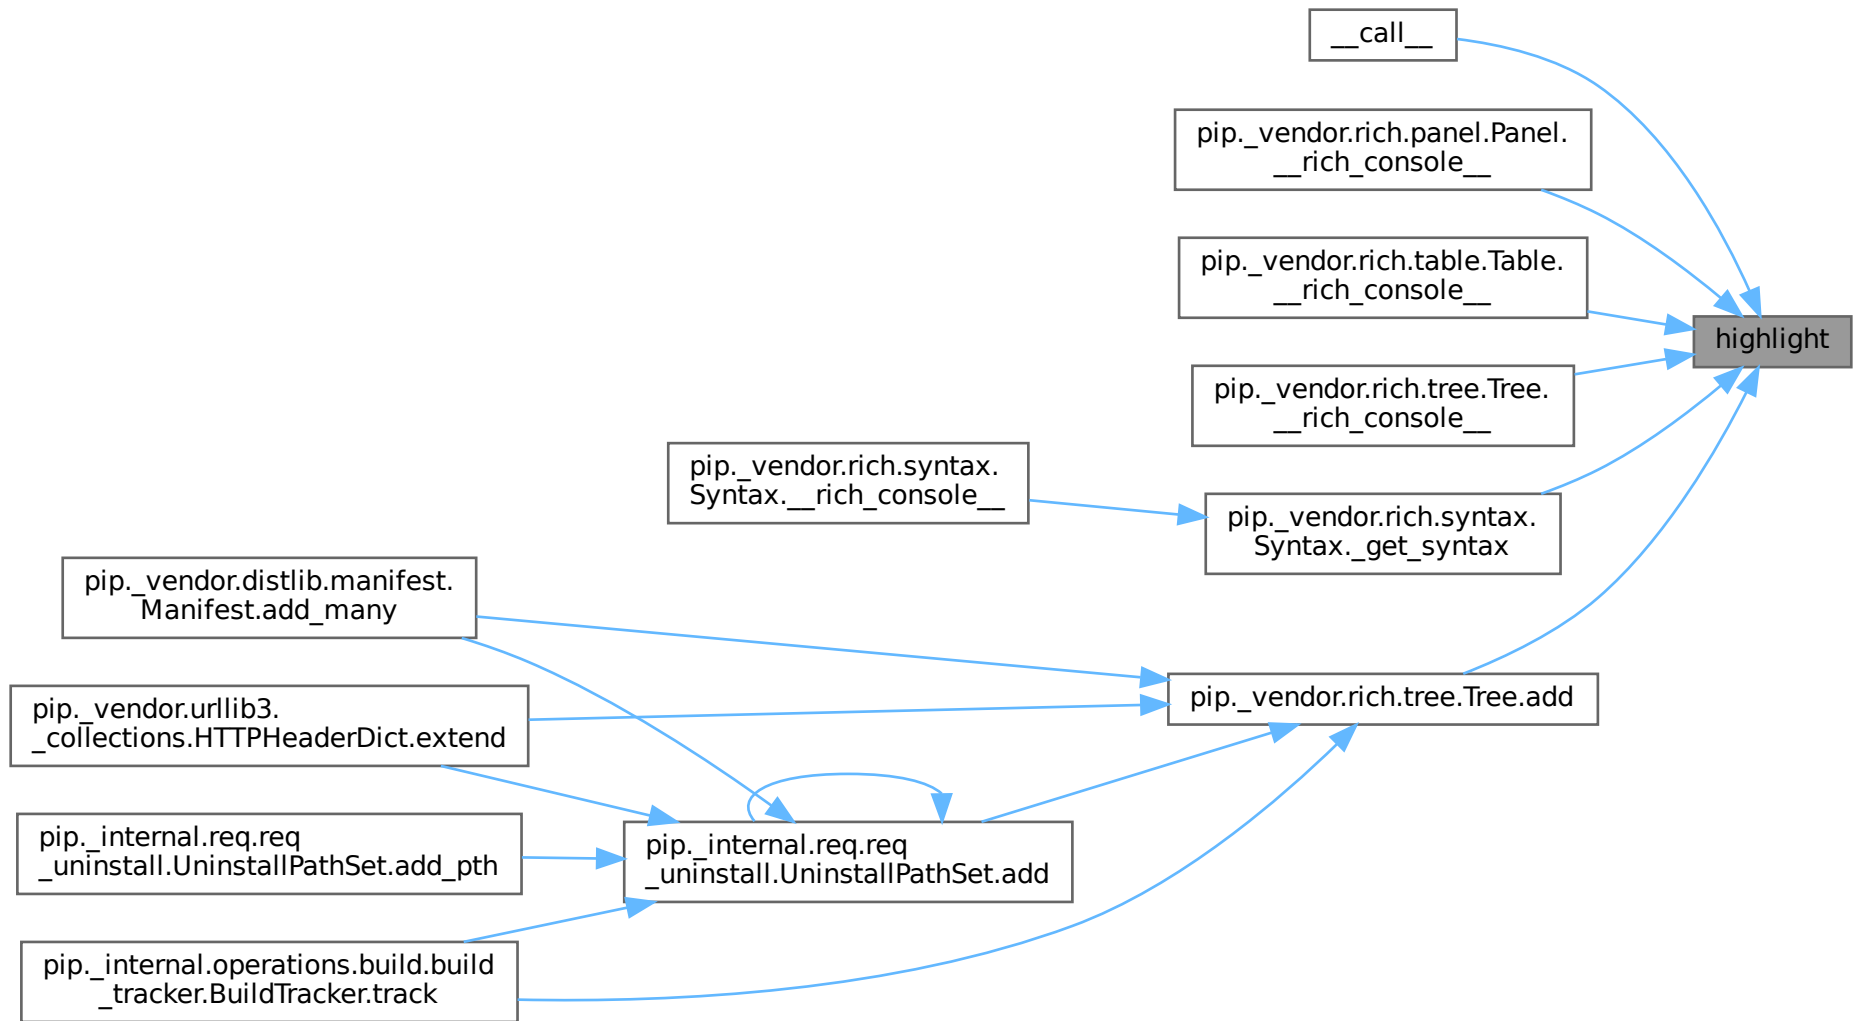 __call__
pip._vendor.rich.panel.Panel.
__rich_console__
pip._vendor.rich.table.Table.
__rich_console__
highlight
pip._vendor.rich.tree.Tree.
__rich_console__
pip._vendor.rich.syntax.
Syntax.__rich_console__
pip._vendor.rich.syntax.
Syntax._get_syntax
pip._vendor.distlib.manifest.
Manifest.add_many
pip._vendor.rich.tree.Tree.add
pip._vendor.urllib3.
_collections.HTTPHeaderDict.extend
pip._internal.req.req
_uninstall.UninstallPathSet.add_pth
pip._internal.req.req
_uninstall.UninstallPathSet.add
pip._internal.operations.build.build
_tracker.BuildTracker.track